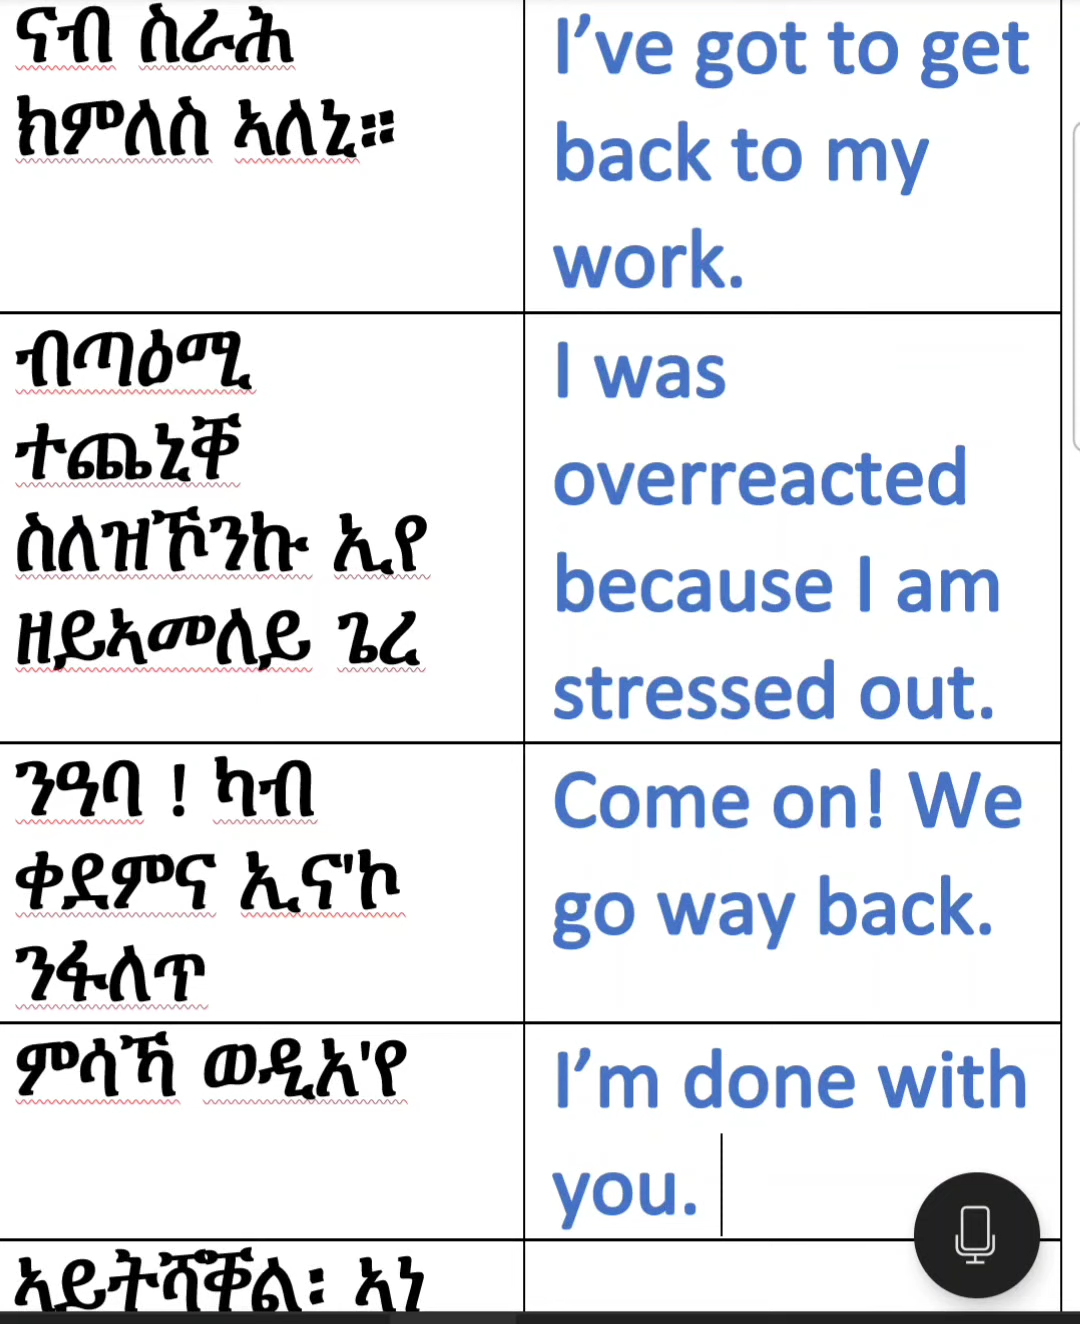 ናብ ስራሕ
ክምለስ ኣለኒ።
I’ve got to get
back to my
work.
ብጣዕሚ
ተጨኒቐ
ስለዝኾንኩ ኢየ
ዘይኣመለይ ጌረ
I was
overreacted
because I am
stressed out.
ንዓባ ! ካብ
ቀደምና ኢና'ኮ
ንፋለጥ
Come on! We
go way back.
ምሳኻ ወዲአ'የ
I’m done with
you.
ኣይትሻቐል፡ ኣነ